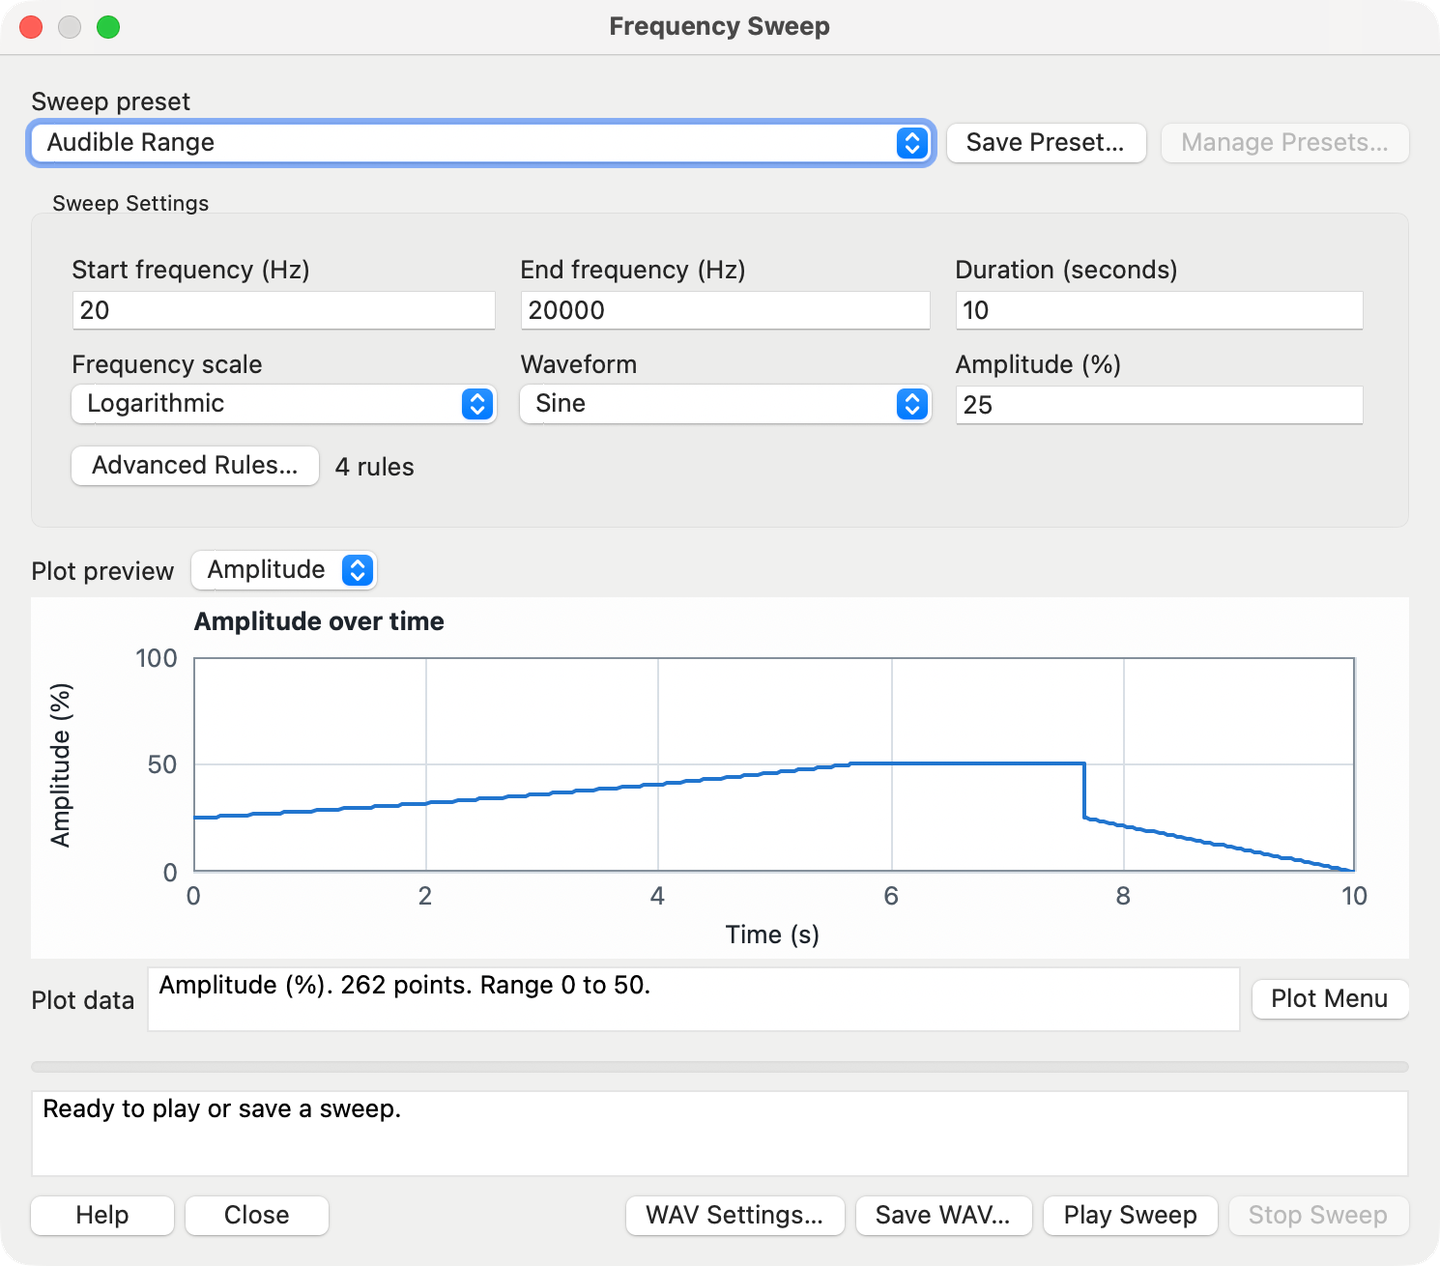 Frequency Sweep
Sweep preset
Audible Range
Save Preset...
Manage Presets...
Sweep Settings
Start frequency (Hz)
End frequency (Hz)
Duration (seconds)
20
20000
10
Frequency scale
Waveform
Amplitude (%)
Logarithmic
Sine
25
Advanced Rules...
4 rules
Plot preview
Amplitude
Amplitude over time
Amplitude (%)
100
50
0
0
2
4
6
8
10
Time (s)
Plot data
Amplitude (%). 262 points. Range 0 to 50.
Plot Menu
Ready to play or save a sweep.
Help
Close
WAV Settings...
Save WAV...
Play Sweep
Stop Sweep